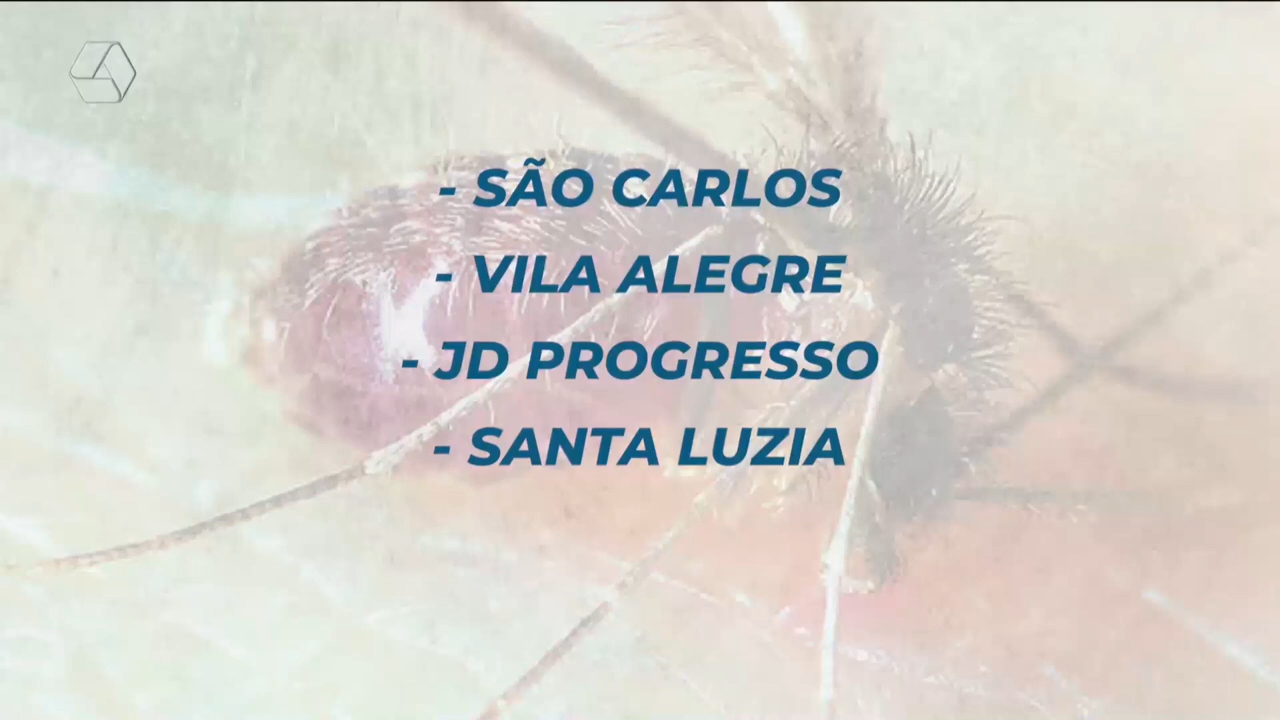 - SÃO CARLOS
- VILA ALEGRE
- JD PROGRESSO
- SANTA LUZIA